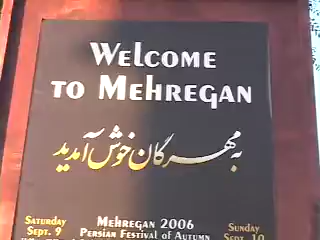 WELCOME
TO MEHREGAN
به مهرگان خوش آمدید
MEHREGAN 2006
PERSIAN FESTIVAL OF AUTUMN
SATURDAY
SEPT. 9
SUNDAY
SEPT. 10